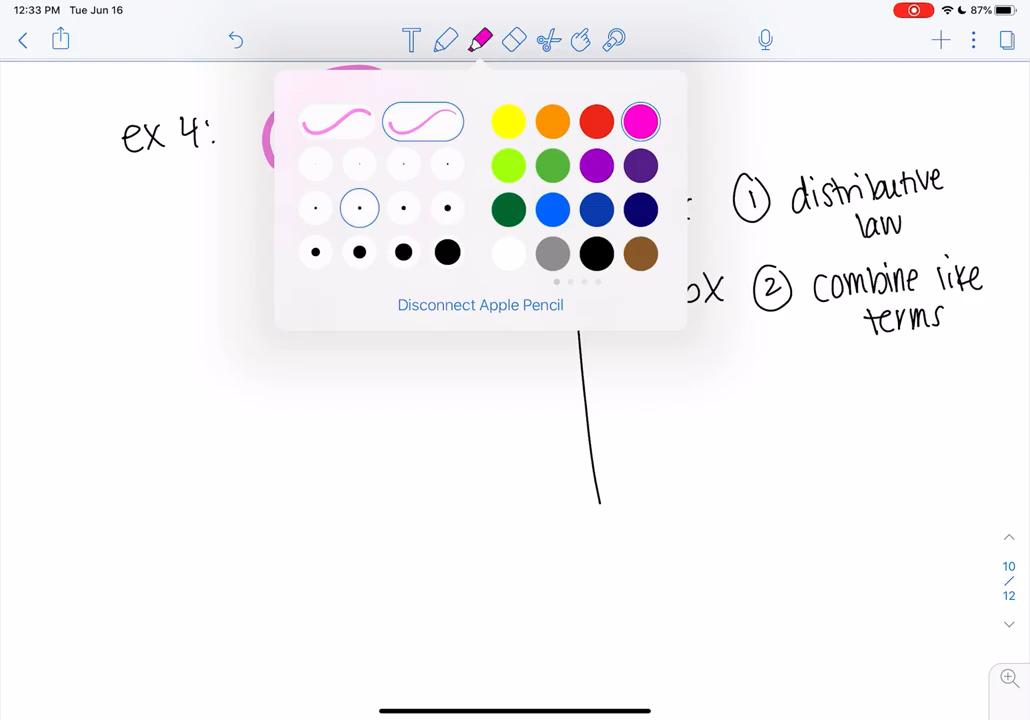 12:33 PM Tue Jun 16
87%
T
ex 4:
① distributive
law
X ② combine like
terms
Disconnect Apple Pencil
10
/
12